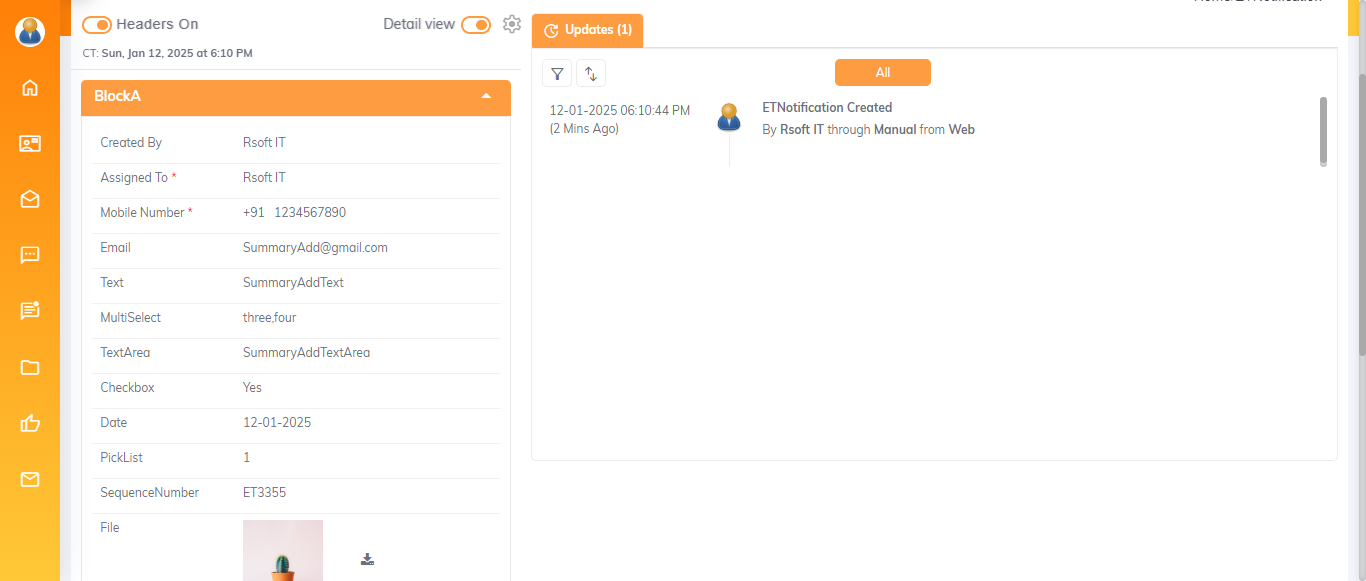 Headers On
Detail view
CT: Sun, Jan 12, 2025 at 6:10 PM
BlockA
Created By Rsoft IT
Assigned To * Rsoft IT
Mobile Number * +91 1234567890
Email SummaryAdd@gmail.com
Text SummaryAddText
MultiSelect three,four
TextArea SummaryAddTextArea
Checkbox Yes
Date 12-01-2025
PickList 1
SequenceNumber ET3355
File
Updates (1)
All
12-01-2025 06:10:44 PM
(2 Mins Ago)
ETNotification Created
By Rsoft IT through Manual from Web